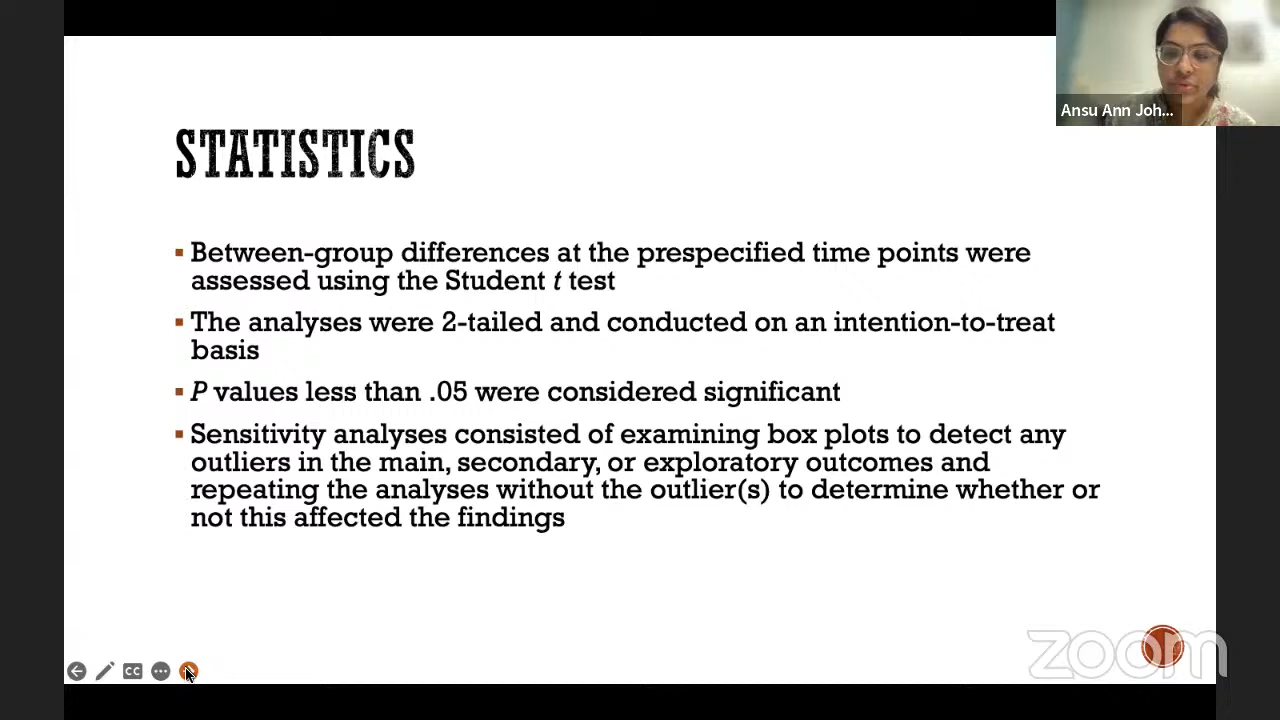 Ansu Ann Joh...
STATISTICS
Between-group differences at the prespecified time points were
assessed using the Student t test
The analyses were 2-tailed and conducted on an intention-to-treat
basis
P values less than .05 were considered significant
Sensitivity analyses consisted of examining box plots to detect any
outliers in the main, secondary, or exploratory outcomes and
repeating the analyses without the outlier(s) to determine whether or
not this affected the findings
CC
zoom